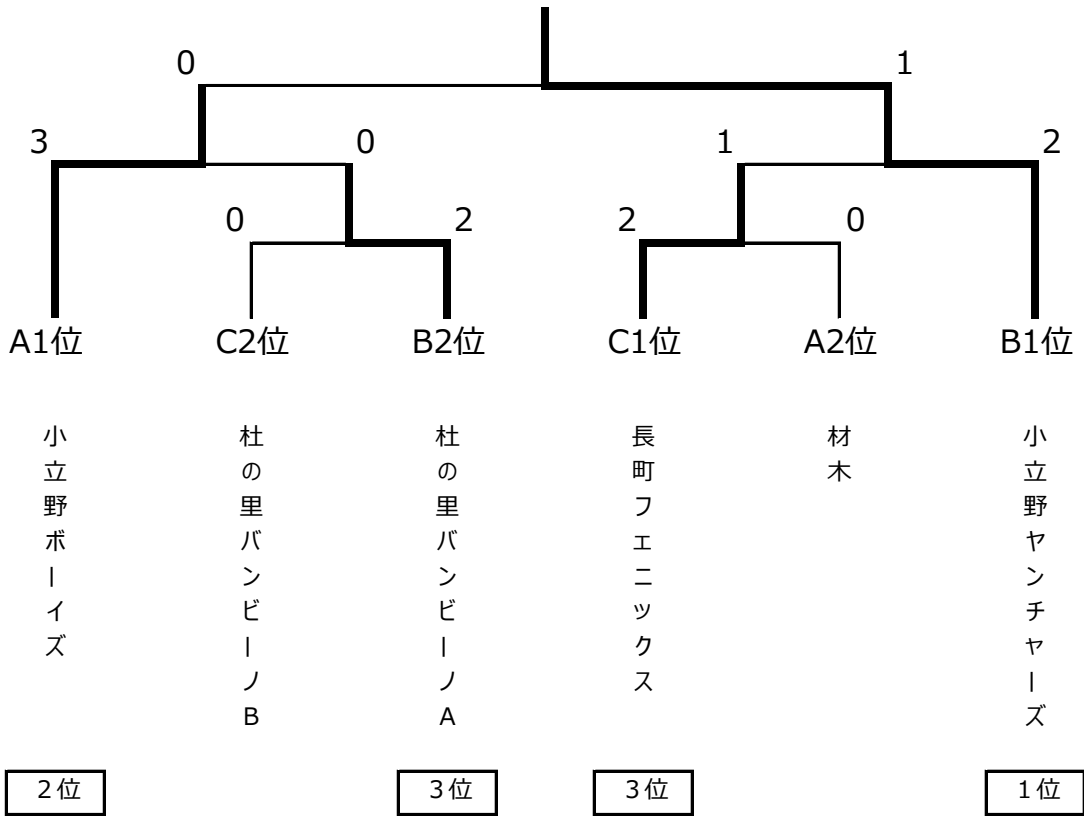 0 1
3 0 1 2
0 2 2 0
A1位 C2位 B2位 C1位 A2位 B1位
小立野ボーイズ
杜の里バンビーノB
杜の里バンビーノA
長町フェニックス
材木
小立野ヤンチャーズ
2位 3位 3位 1位